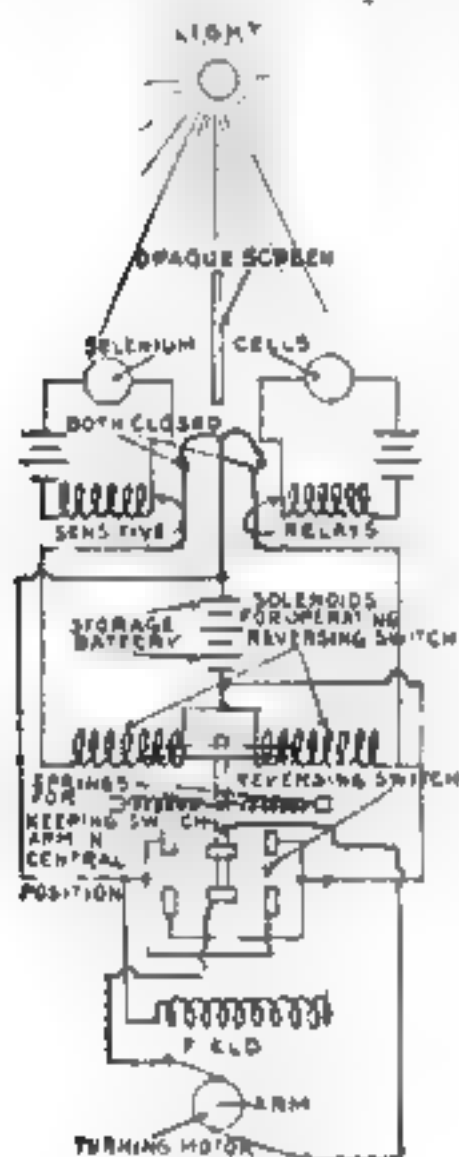 LIGHT
OPAQUE SCREEN
SELENIUM CELLS
BOTH CLOSED
SENSITIVE RELAYS
STORAGE BATTERY
SOLENOIDS FOR OPERATING REVERSING SWITCH
SPRINGS FOR KEEPING SWITCH ARM IN CENTRAL POSITION
REVERSING SWITCH
FIELD
ARM
TURNING MOTOR